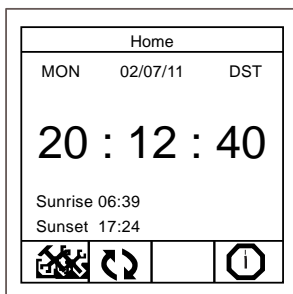 Home
MON 02/07/11 DST
20 : 12 : 40
Sunrise 06:39
Sunset 17:24
i